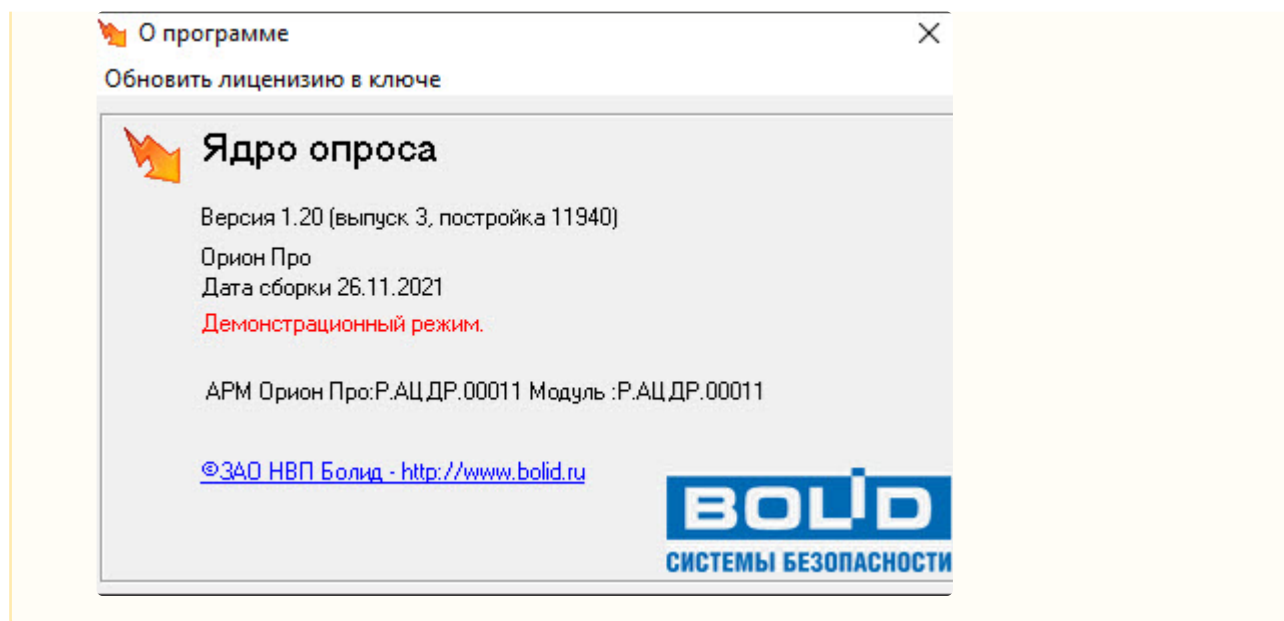 О программе
Обновить лиценизию в ключе
Ядро опроса
Версия 1.20 (выпуск 3, постройка 11940)
Орион Про
Дата сборки 26.11.2021
Демонстрационный режим.
АРМ Орион Про:Р.АЦДР.00011 Модуль :Р.АЦДР.00011
©ЗАО НВП Болид - http://www.bolid.ru
BOLID
СИСТЕМЫ БЕЗОПАСНОСТИ